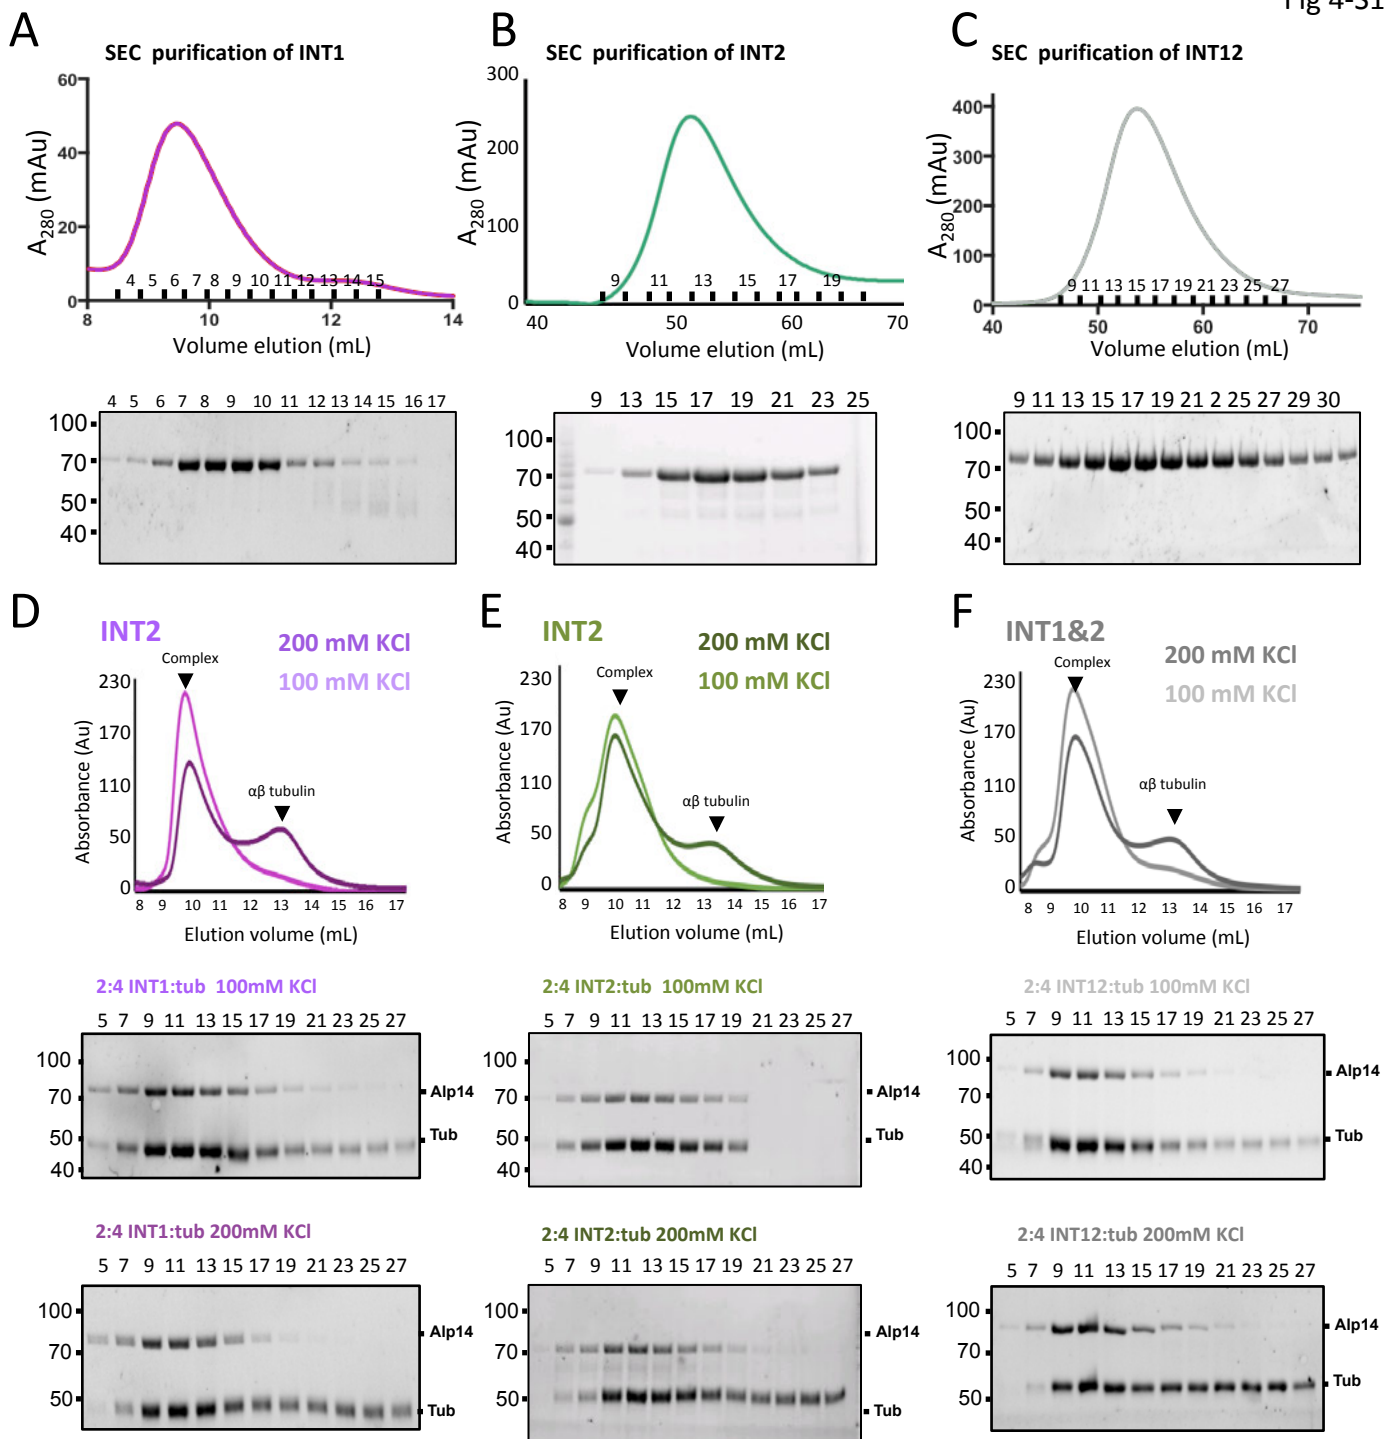 Fig 4-S1
A
SEC purification of INT1
60
40
20
0
A280 (mAu)
4 5 6 7 8 9 10 11 12 13 14 15
8 10 12 14
Volume elution (mL)
4 5 6 7 8 9 10 11 12 13 14 15 16 17
100
70
50
40
B
SEC purification of INT2
300
200
100
0
A280 (mAu)
9 11 13 15 17 19
40 50 60 70
Volume elution (mL)
9 13 15 17 19 21 23 25
100
70
50
40
C
SEC purification of INT12
400
300
200
100
0
A280 (mAu)
9 11 13 15 17 19 21 23 25 27
40 50 60 70
Volume elution (mL)
9 11 13 15 17 19 21 2 25 27 29 30
100
70
50
40
D
INT2
200 mM KCl
100 mM KCl
Complex
αβ tubulin
230
170
110
50
0
Absorbance (Au)
8 9 10 11 12 13 14 15 16 17
Elution volume (mL)
2:4 INT1:tub 100mM KCl
5 7 9 11 13 15 17 19 21 23 25 27
100
70
50
40
Alp14
Tub
2:4 INT1:tub 200mM KCl
5 7 9 11 13 15 17 19 21 23 25 27
100
70
50
Alp14
Tub
E
INT2
200 mM KCl
100 mM KCl
Complex
αβ tubulin
230
170
110
50
0
Absorbance (Au)
8 9 10 11 12 13 14 15 16 17
Elution volume (mL)
2:4 INT2:tub 100mM KCl
5 7 9 11 13 15 17 19 21 23 25 27
100
70
50
40
Alp14
Tub
2:4 INT2:tub 200mM KCl
5 7 9 11 13 15 17 19 21 23 25 27
100
70
50
Alp14
Tub
F
INT1&2
200 mM KCl
100 mM KCl
Complex
αβ tubulin
230
170
110
50
0
Absorbance (Au)
8 9 10 11 12 13 14 15 16 17
Elution volume (mL)
2:4 INT12:tub 100mM KCl
5 7 9 11 13 15 17 19 21 23 25 27
100
70
50
40
Alp14
Tub
2:4 INT12:tub 200mM KCl
5 7 9 11 13 15 17 19 21 23 25 27
100
70
50
Alp14
Tub